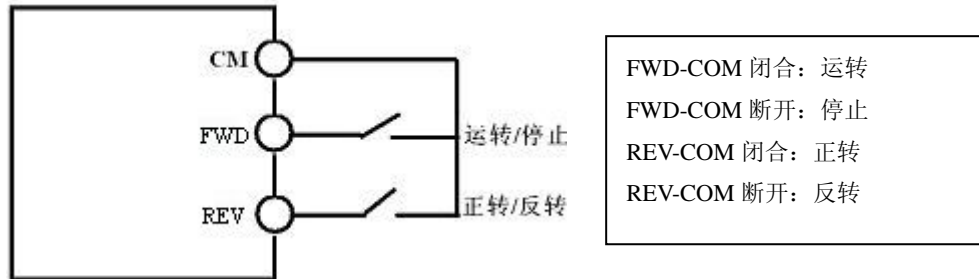 CM
FWD
运转/停止
REV
正转/反转
FWD-COM 闭合：运转
FWD-COM 断开：停止
REV-COM 闭合：正转
REV-COM 断开：反转